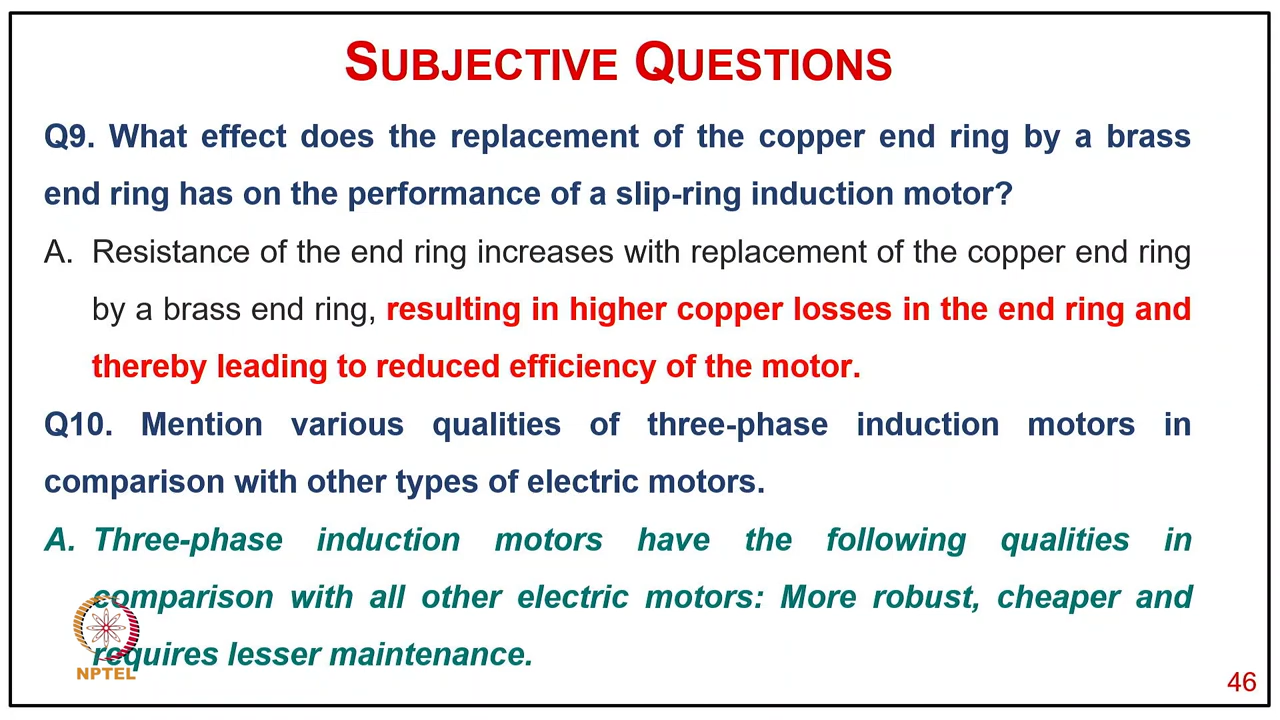 SUBJECTIVE QUESTIONS
Q9. What effect does the replacement of the copper end ring by a brass
end ring has on the performance of a slip-ring induction motor?
A. Resistance of the end ring increases with replacement of the copper end ring
by a brass end ring, resulting in higher copper losses in the end ring and
thereby leading to reduced efficiency of the motor.
Q10. Mention various qualities of three-phase induction motors in
comparison with other types of electric motors.
A. Three-phase induction motors have the following qualities in
comparison with all other electric motors: More robust, cheaper and
requires lesser maintenance.
NPTEL
46